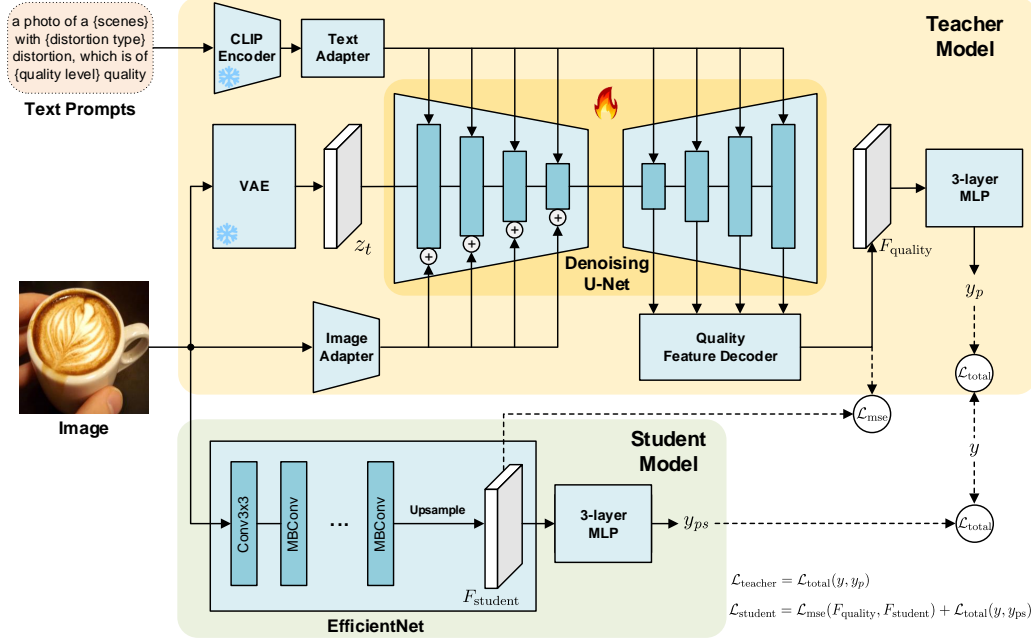 a photo of a {scenes}
with {distortion type}
distortion, which is of
{quality level} quality
Text Prompts
CLIP
Encoder
Text
Adapter
Teacher
Model
VAE
z_t
Denoising
U-Net
F_quality
3-layer
MLP
y_p
Image
Adapter
Quality
Feature Decoder
L_total
Image
L_mse
Student
Model
y
Conv3x3
MBConv
...
MBConv
Upsample
F_student
3-layer
MLP
y_ps
L_total
EfficientNet
L_teacher = L_total(y, y_p)
L_student = L_mse(F_quality, F_student) + L_total(y, y_ps)